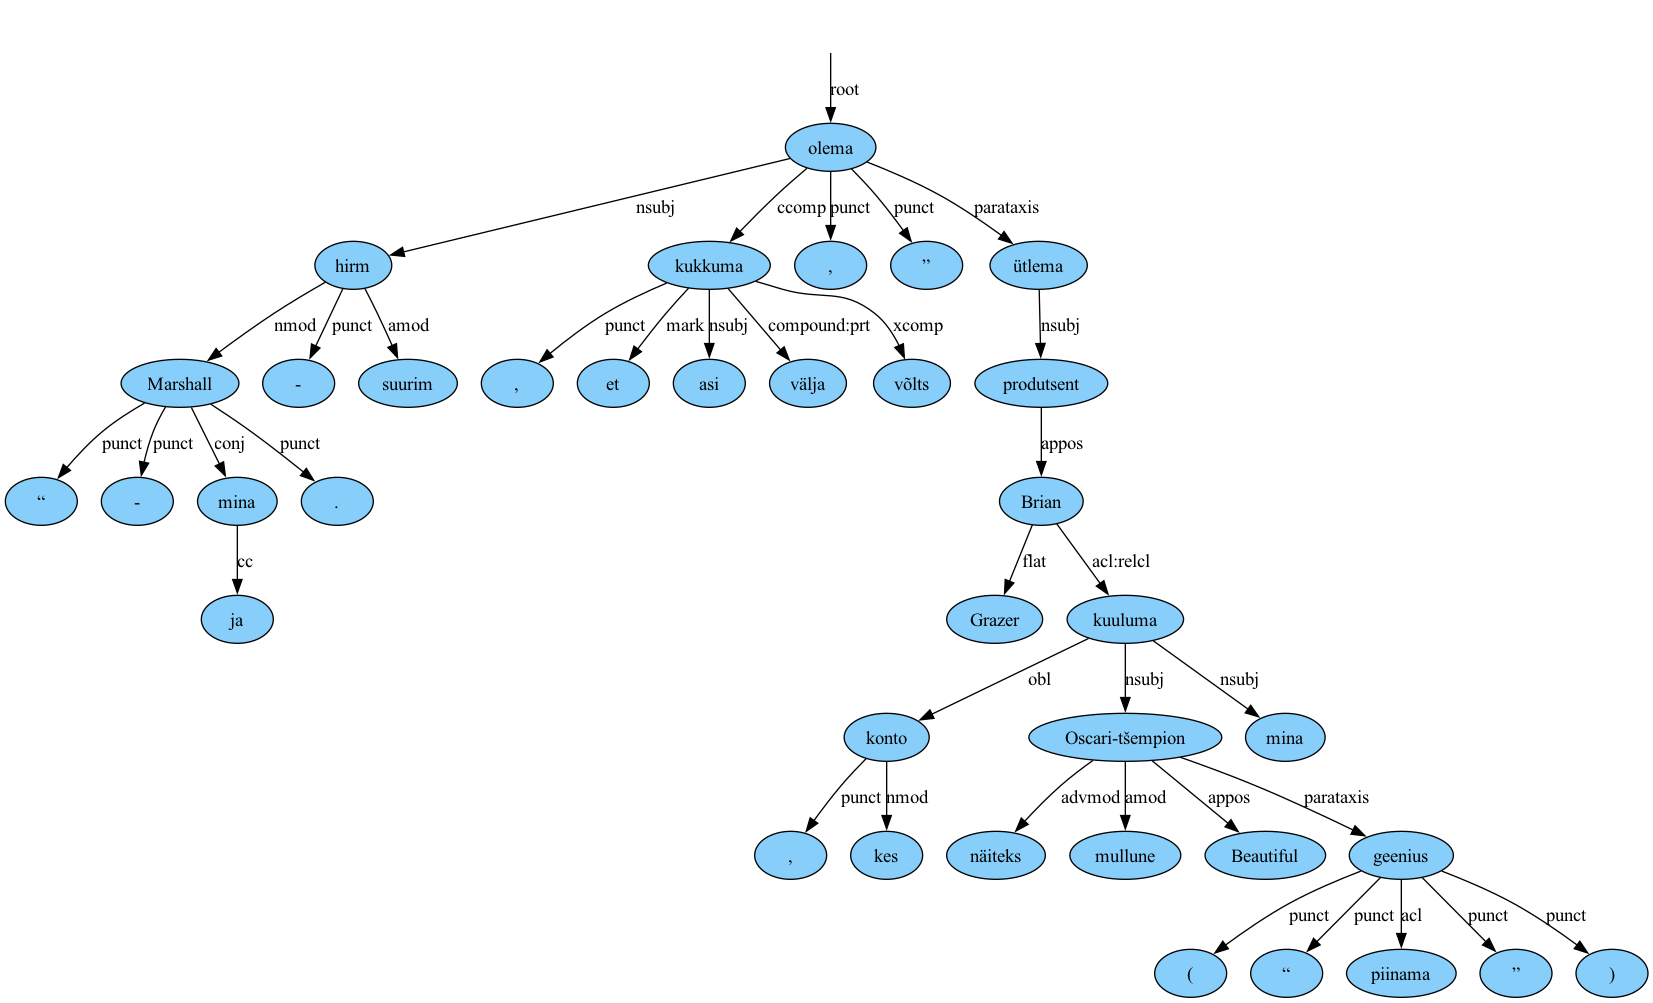 root
olema
nsubj ccomp punct punct parataxis
hirm kukkuma , ” ütlema
nmod punct amod punct mark nsubj compound:prt xcomp nsubj
Marshall - suurim , et asi välja võlts produtsent
punct punct conj punct appos
“ - mina . Brian
cc flat acl:relcl
ja Grazer kuuluma
obl nsubj nsubj
konto Oscari-tšempion mina
punct nmod advmod amod appos parataxis
, kes näiteks mullune Beautiful geenius
punct punct acl punct punct
( “ piinama ” )